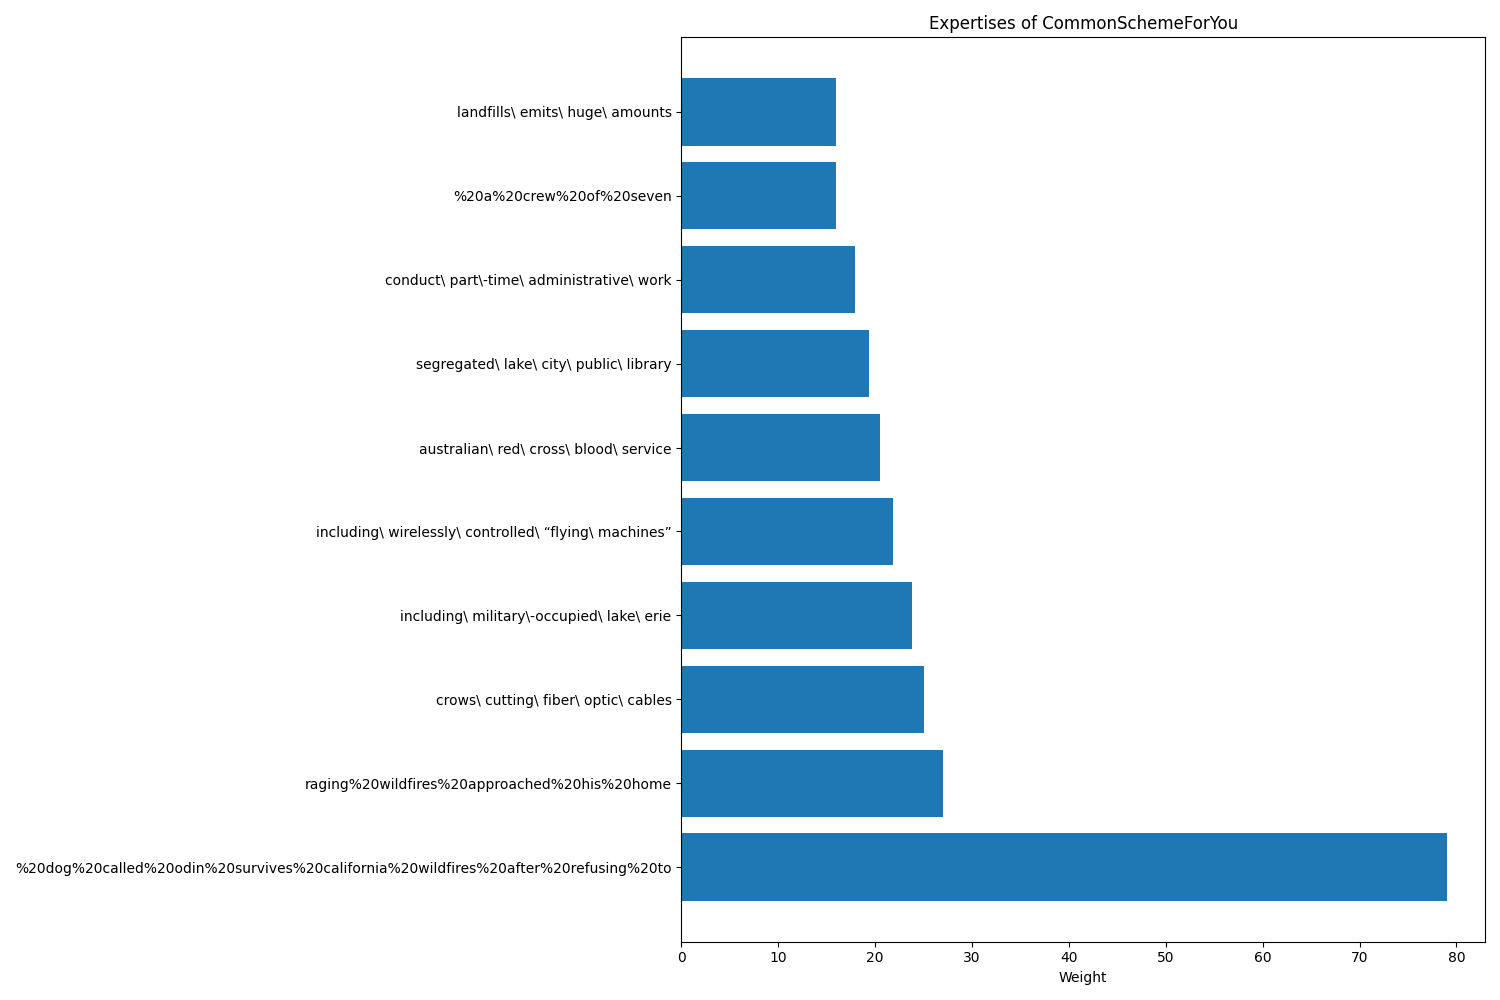 Expertises of CommonSchemeForYou
landfills\ emits\ huge\ amounts
%20a%20crew%20of%20seven
conduct\ part\-time\ administrative\ work
segregated\ lake\ city\ public\ library
australian\ red\ cross\ blood\ service
including\ wirelessly\ controlled\ “flying\ machines”
including\ military\-occupied\ lake\ erie
crows\ cutting\ fiber\ optic\ cables
raging%20wildfires%20approached%20his%20home
%20dog%20called%20odin%20survives%20california%20wildfires%20after%20refusing%20to
0 10 20 30 40 50 60 70 80
Weight